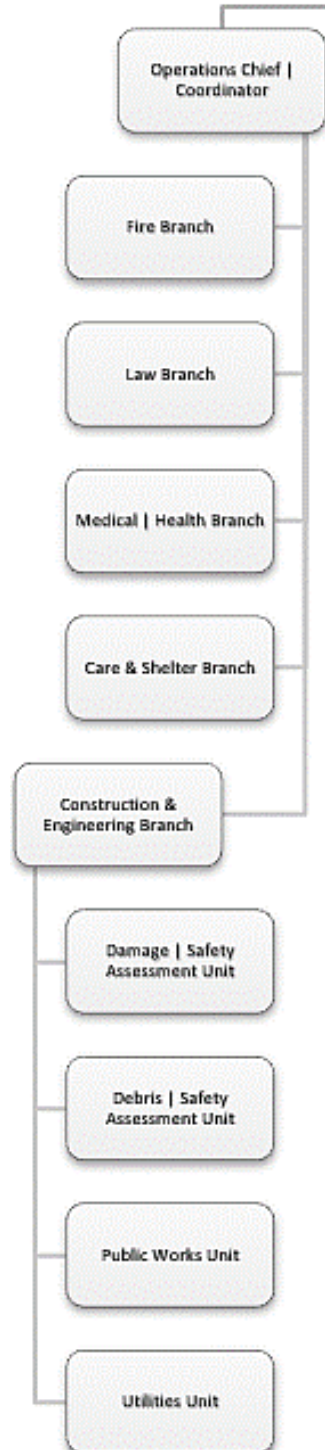 Operations Chief |
Coordinator
Fire Branch
Law Branch
Medical | Health Branch
Care & Shelter Branch
Construction &
Engineering Branch
Damage | Safety
Assessment Unit
Debris | Safety
Assessment Unit
Public Works Unit
Utilities Unit